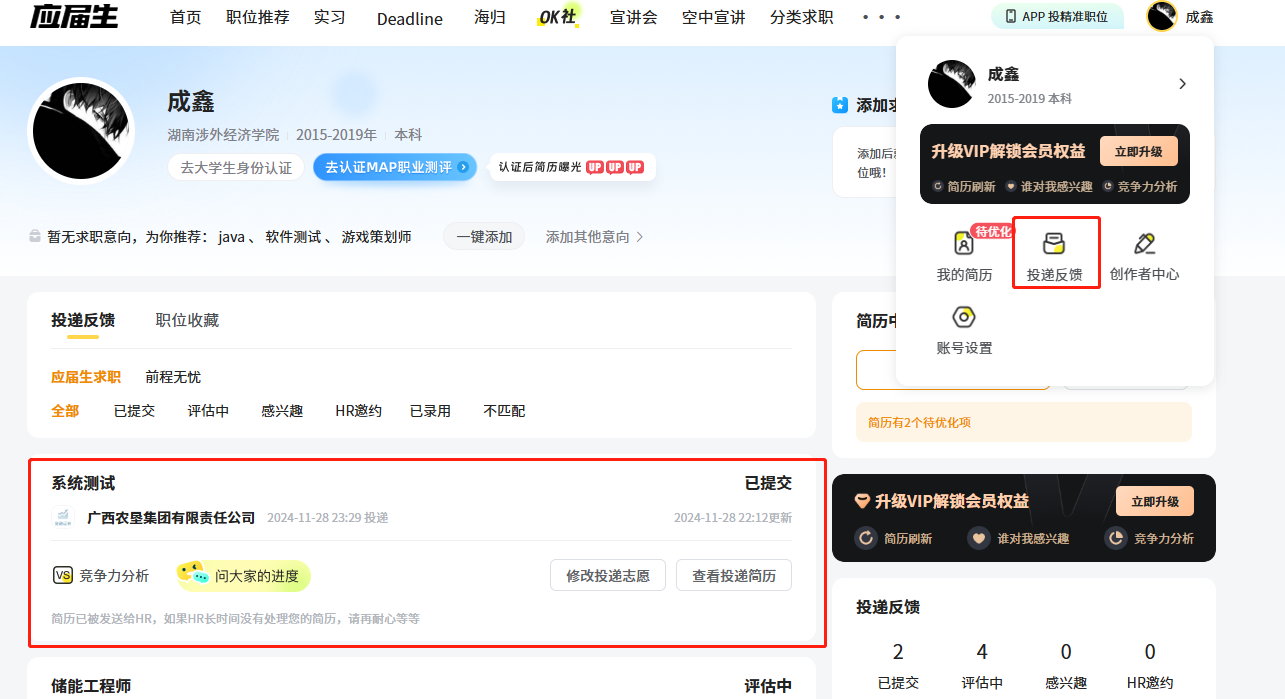 应届生 首页 职位推荐 实习 Deadline 海归 OK社 宣讲会 空中宣讲 分类求职 ··· APP 投精准职位 成鑫
成鑫
2015-2019 本科
升级VIP解锁会员权益 立即升级
简历刷新 谁对我感兴趣 竞争力分析
待优化
我的简历 投递反馈 创作者中心
账号设置
成鑫
湖南涉外经济学院 2015-2019年 本科
去大学生身份认证 去认证MAP职业测评 认证后简历曝光 UP UP UP
暂无求职意向，为你推荐： java 、 软件测试 、 游戏策划师 一键添加 添加其他意向
添加求
添加后
位哦！
投递反馈 职位收藏
应届生求职 前程无忧
全部 已提交 评估中 感兴趣 HR邀约 已录用 不匹配
系统测试 已提交
广西农垦集团有限责任公司 2024-11-28 23:29 投递 2024-11-28 22:12更新
VS 竞争力分析 问大家的进度 修改投递志愿 查看投递简历
简历已被发送给HR，如果HR长时间没有处理您的简历，请再耐心等等
储能工程师 评估中
简历中
简历有2个待优化项
升级VIP解锁会员权益 立即升级
简历刷新 谁对我感兴趣 竞争力分析
投递反馈
2 4 0 0
已提交 评估中 感兴趣 HR邀约